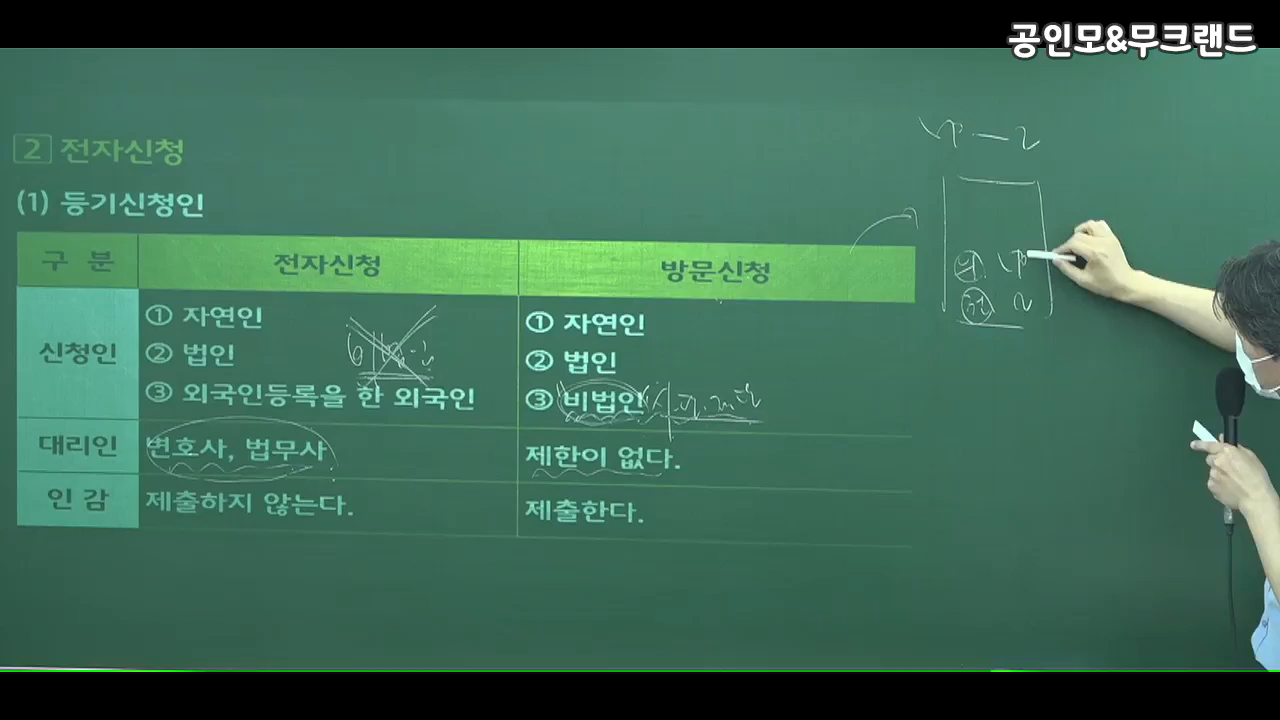 공인모&무크랜드
2 전자신청
(1) 등기신청인
구 분 전자신청 방문신청
신청인 ① 자연인 ② 법인 ③ 외국인등록을 한 외국인 ① 자연인 ② 법인 ③ 비법인
대리인 변호사, 법무사 제한이 없다.
인 감 제출하지 않는다. 제출한다.